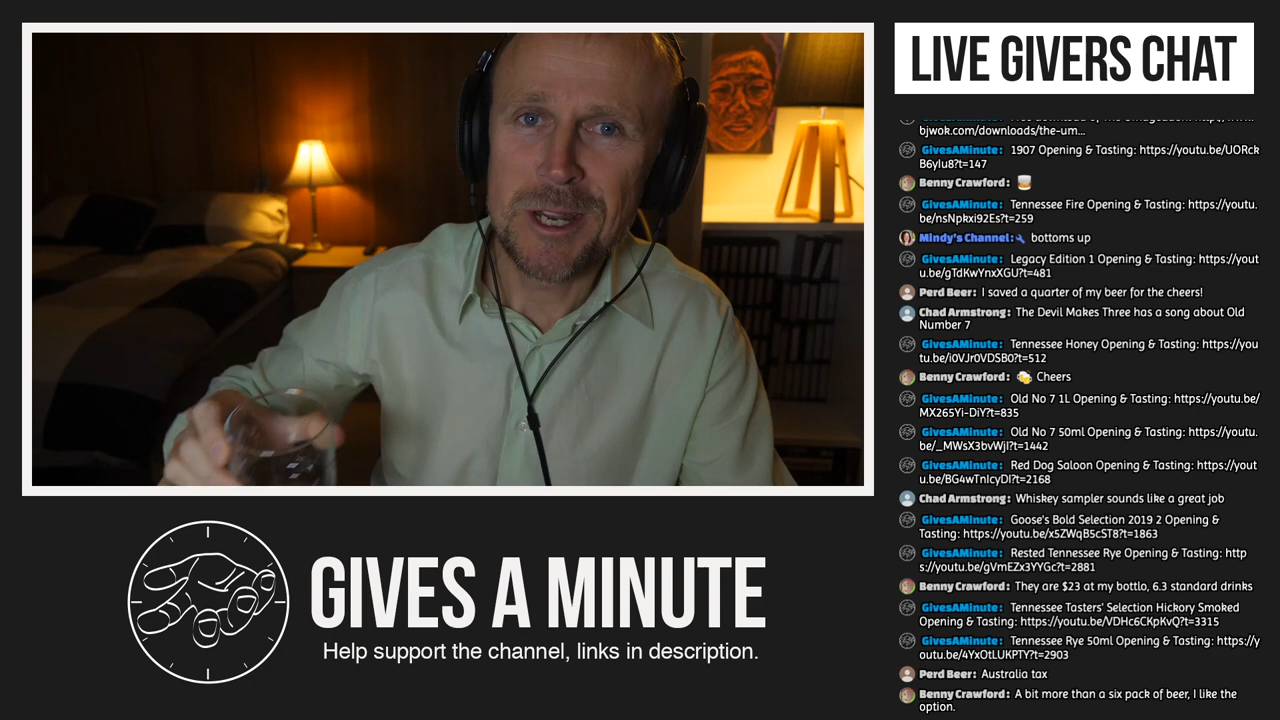 LIVE GIVERS CHAT
bjwok.com/downloads/the-um...
GivesAMinute: 1907 Opening & Tasting: https://youtu.be/UORck
B6yIu8?t=147
Benny Crawford:
GivesAMinute: Tennessee Fire Opening & Tasting: https://youtu.
be/nsNpkxi92Es?t=259
Mindy's Channel: bottoms up
GivesAMinute: Legacy Edition 1 Opening & Tasting: https://yout
u.be/gTdKwYnxXGU?t=481
Perd Beer: I saved a quarter of my beer for the cheers!
Chad Armstrong: The Devil Makes Three has a song about Old
Number 7
GivesAMinute: Tennessee Honey Opening & Tasting: https://you
tu.be/i0VJr0VDSB0?t=512
Benny Crawford: 🍻 Cheers
GivesAMinute: Old No 7 1L Opening & Tasting: https://youtu.be/
MX265Yi-DiY?t=835
GivesAMinute: Old No 7 50ml Opening & Tasting: https://youtu.
be/_MWsX3bvWjI?t=1442
GivesAMinute: Red Dog Saloon Opening & Tasting: https://yout
u.be/BG4wTnIcyDI?t=2168
Chad Armstrong: Whiskey sampler sounds like a great job
GivesAMinute: Goose's Bold Selection 2019 2 Opening &
Tasting: https://youtu.be/x5ZWqB5cST8?t=1863
GivesAMinute: Rested Tennessee Rye Opening & Tasting: http
s://youtu.be/gVmEZx3YYGc?t=2881
Benny Crawford: They are $23 at my bottlo, 6.3 standard drinks
GivesAMinute: Tennessee Tasters' Selection Hickory Smoked
Opening & Tasting: https://youtu.be/VDHc6CKpKvQ?t=3315
GivesAMinute: Tennessee Rye 50ml Opening & Tasting: https://y
outu.be/4YxOtLUKPTY?t=2903
Perd Beer: Australia tax
Benny Crawford: A bit more than a six pack of beer, I like the
option.
GIVES A MINUTE
Help support the channel, links in description.